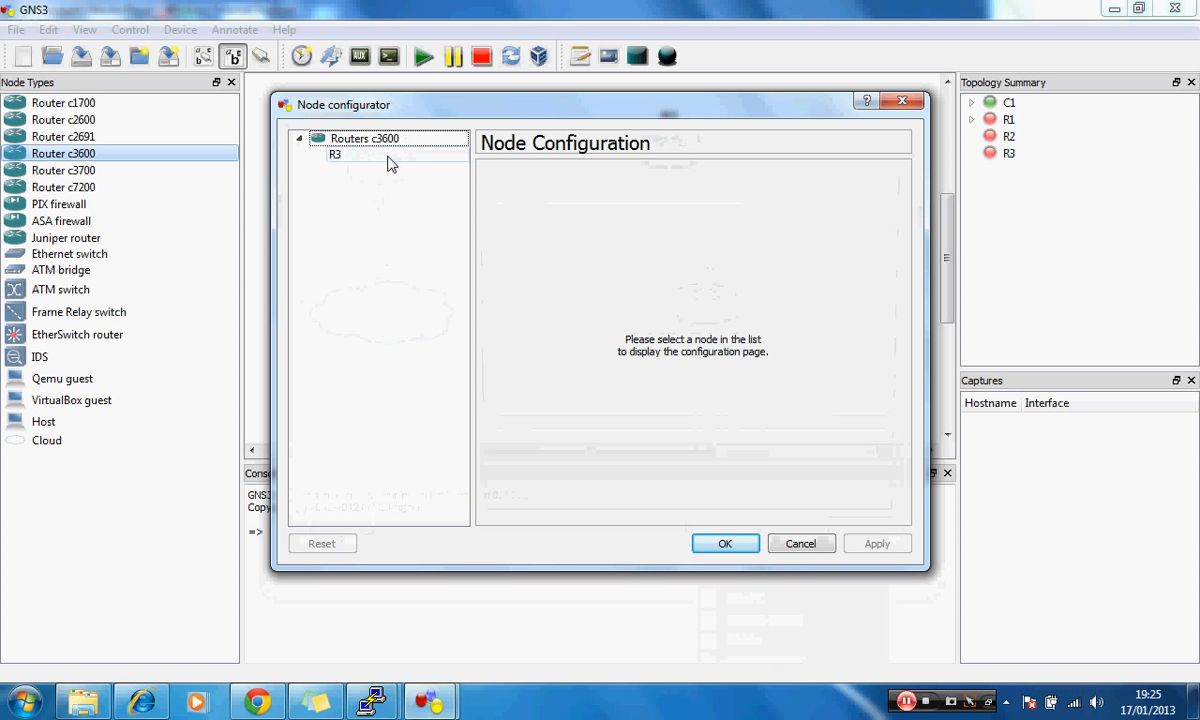 GNS3
File Edit View Control Device Annotate Help
AUX
Node Types
Router c1700
Router c2600
Router c2691
Router c3600
Router c3700
Router c7200
PIX firewall
ASA firewall
Juniper router
Ethernet switch
ATM bridge
ATM switch
Frame Relay switch
EtherSwitch router
IDS
Qemu guest
VirtualBox guest
Host
Cloud
Node configurator
Routers c3600
R3
Node Configuration
Please select a node in the list
to display the configuration page.
Reset
OK
Cancel
Apply
Cons
GNS3
Copy
=>
Topology Summary
C1
R1
R2
R3
Captures
Hostname Interface
19:25
17/01/2013